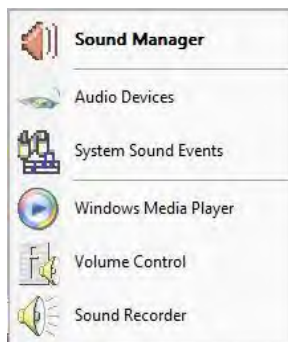 Sound Manager
Audio Devices
System Sound Events
Windows Media Player
Volume Control
Sound Recorder